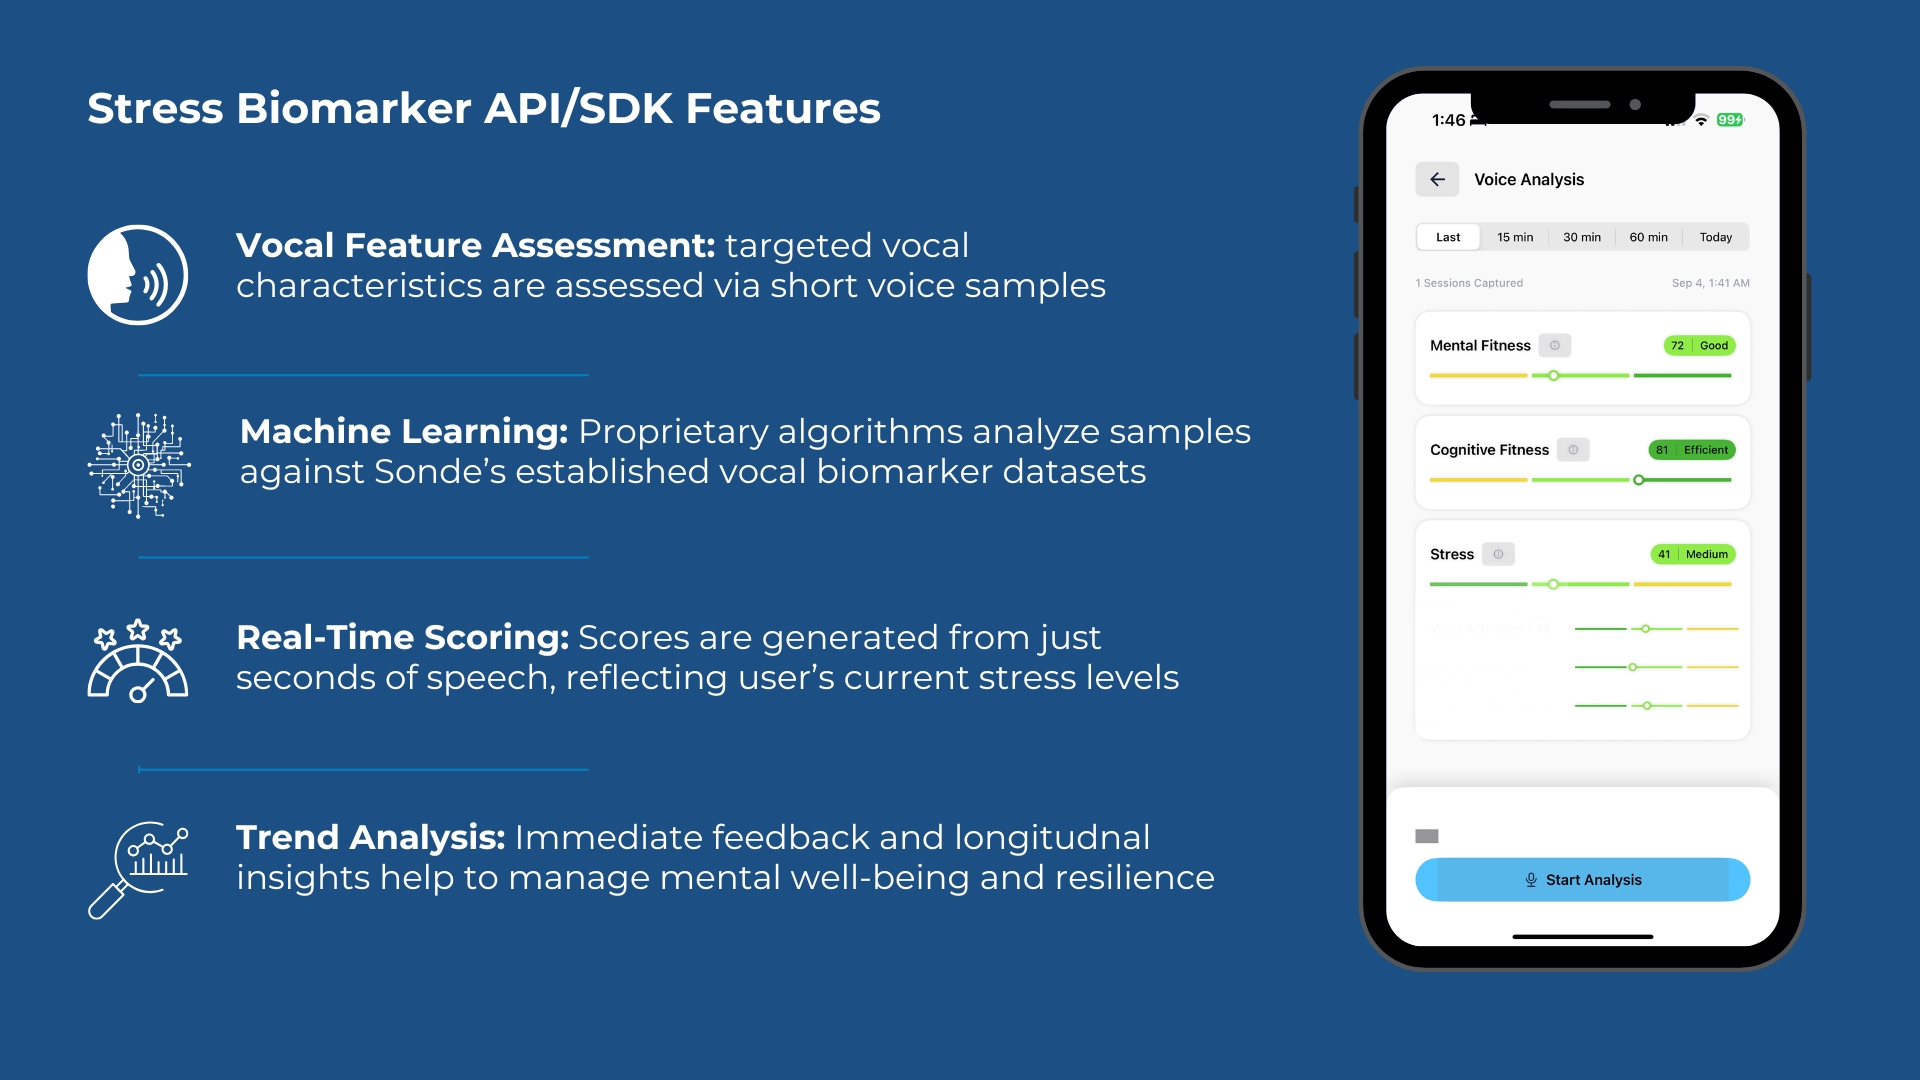 Stress Biomarker API/SDK Features
Vocal Feature Assessment: targeted vocal
characteristics are assessed via short voice samples
Machine Learning: Proprietary algorithms analyze samples
against Sonde’s established vocal biomarker datasets
Real-Time Scoring: Scores are generated from just
seconds of speech, reflecting user’s current stress levels
Trend Analysis: Immediate feedback and longitudnal
insights help to manage mental well-being and resilience
1:46
99
Voice Analysis
Last 15 min 30 min 60 min Today
1 Sessions Captured Sep 4, 1:41 AM
Mental Fitness 72 Good
Cognitive Fitness 81 Efficient
Stress 41 Medium
Start Analysis